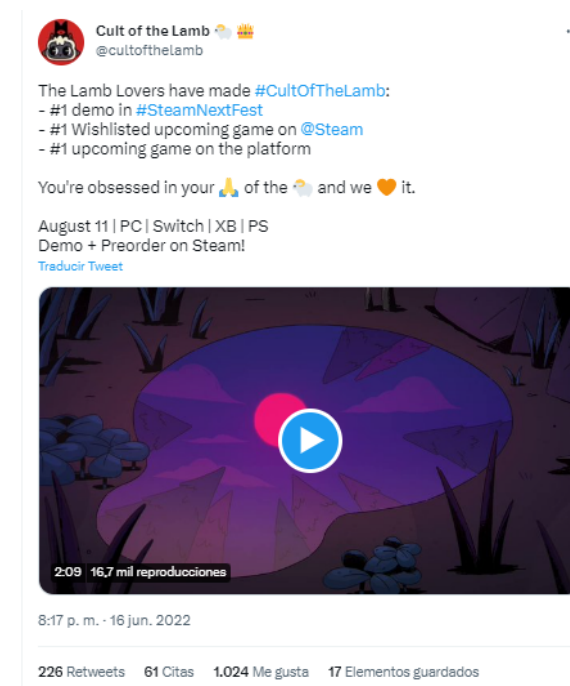 Cult of the Lamb 🐑 👑
@cultofthelamb
The Lamb Lovers have made #CultOfTheLamb:
- #1 demo in #SteamNextFest
- #1 Wishlisted upcoming game on @Steam
- #1 upcoming game on the platform
You're obsessed in your 🙏 of the 🐑 and we 🧡 it.
August 11 | PC | Switch | XB | PS
Demo + Preorder on Steam!
Traducir Tweet
2:09 16,7 mil reproducciones
8:17 p. m. · 16 jun. 2022
226 Retweets 61 Citas 1.024 Me gusta 17 Elementos guardados